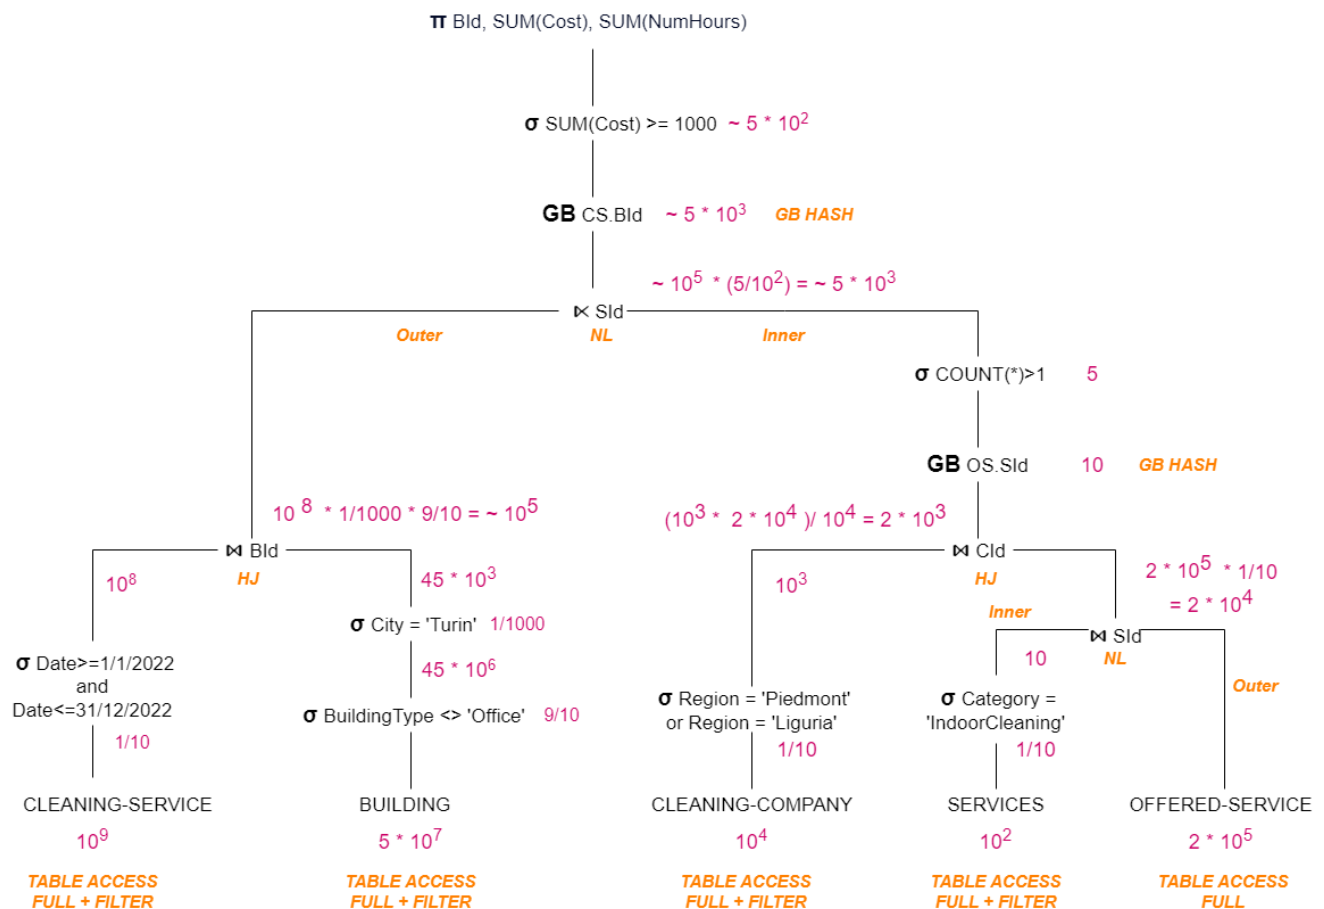 π BId, SUM(Cost), SUM(NumHours)
σ SUM(Cost) >= 1000 ~ 5 * 10²
GB CS.BId ~ 5 * 10³ GB HASH
~ 10⁵ * (5/10²) = ~ 5 * 10³
⋉ SId
Outer NL Inner
σ COUNT(*)>1 5
GB OS.SId 10 GB HASH
10⁸ * 1/1000 * 9/10 = ~ 10⁵
(10³ * 2 * 10⁴)/ 10⁴ = 2 * 10³
⋈ BId
HJ
⋈ CId
HJ
10⁸
45 * 10³
10³
2 * 10⁵ * 1/10
= 2 * 10⁴
σ City = 'Turin' 1/1000
Inner
⋈ SId
NL
Outer
σ Date>=1/1/2022
and
Date<=31/12/2022
1/10
45 * 10⁶
σ BuildingType <> 'Office' 9/10
σ Region = 'Piedmont'
or Region = 'Liguria'
1/10
10
σ Category =
'IndoorCleaning'
1/10
CLEANING-SERVICE
10⁹
TABLE ACCESS
FULL + FILTER
BUILDING
5 * 10⁷
TABLE ACCESS
FULL + FILTER
CLEANING-COMPANY
10⁴
TABLE ACCESS
FULL + FILTER
SERVICES
10²
TABLE ACCESS
FULL + FILTER
OFFERED-SERVICE
2 * 10⁵
TABLE ACCESS
FULL